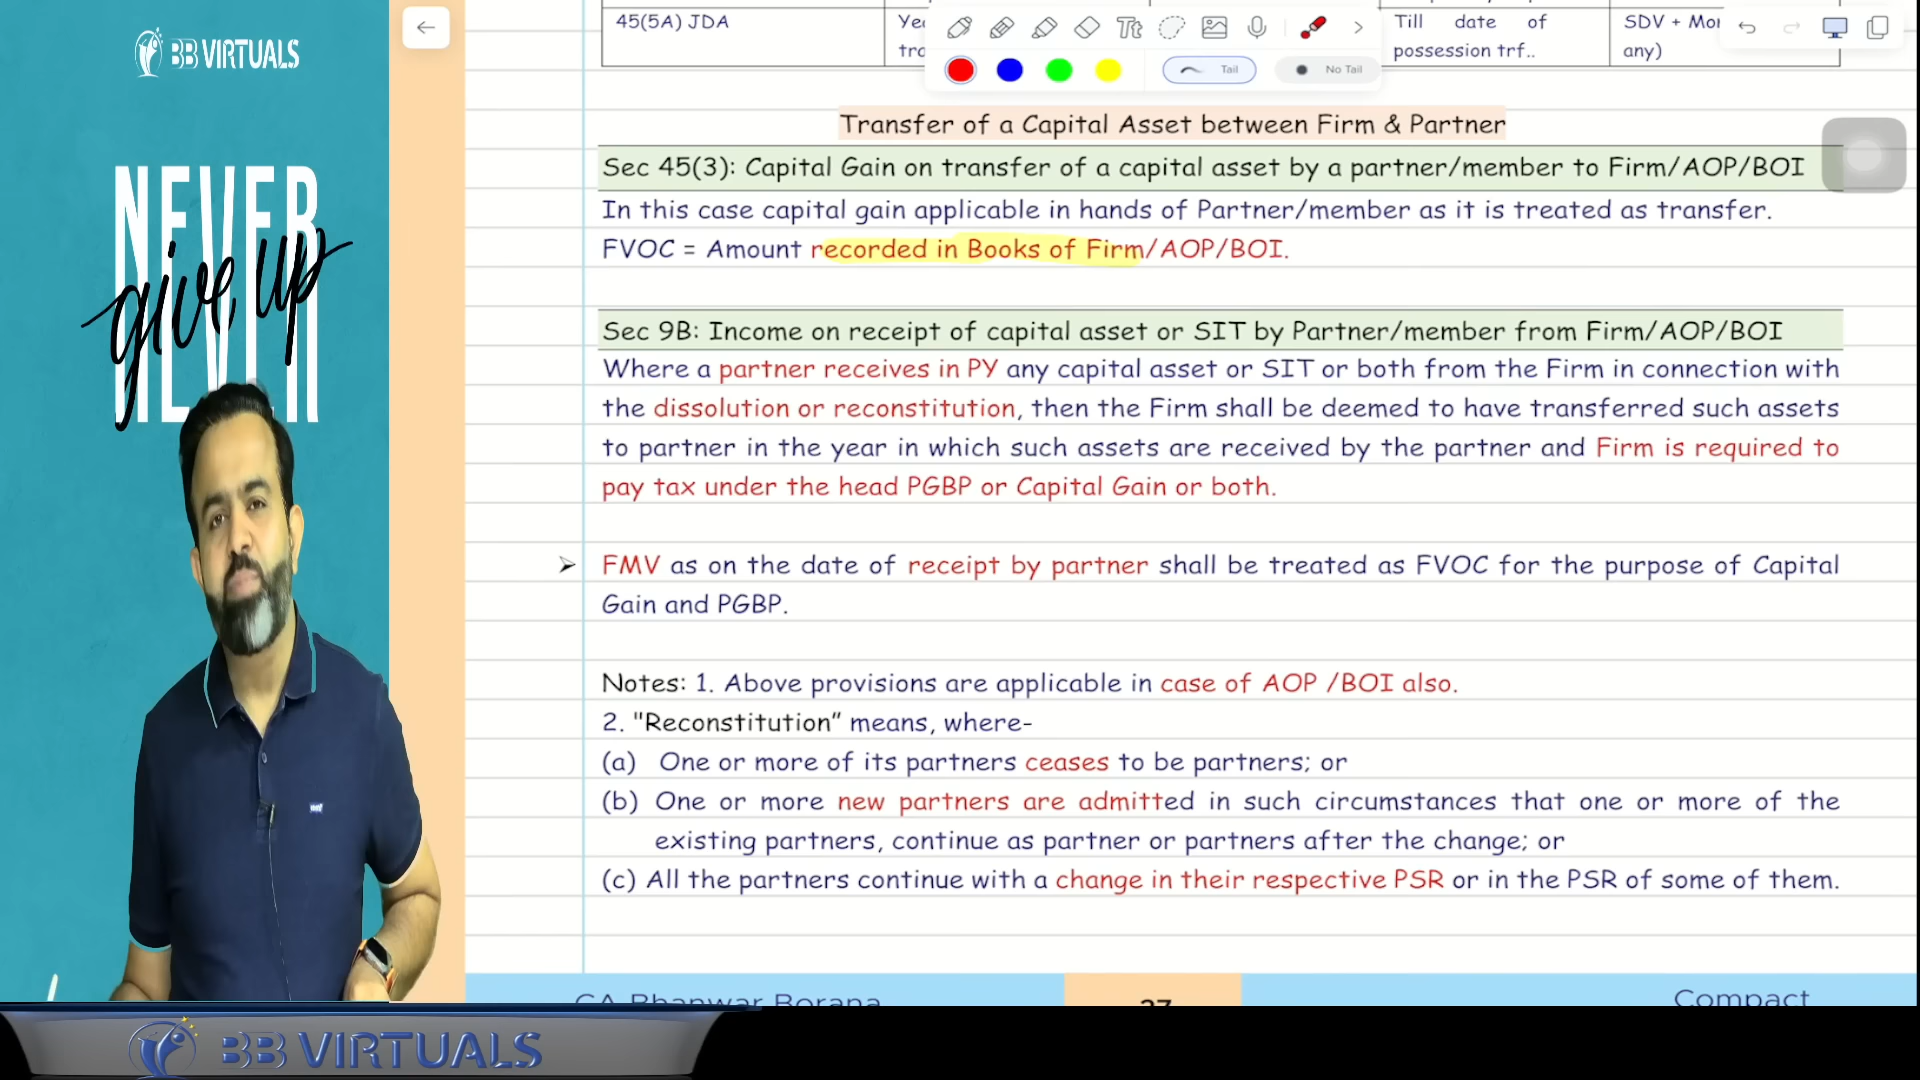 BB VIRTUALS
NEVER
give up
NEVER
45(5A) JDA
Till date of possession trf..
SDV + Mon
any)
Tt
Tail
No Tail
Transfer of a Capital Asset between Firm & Partner
Sec 45(3): Capital Gain on transfer of a capital asset by a partner/member to Firm/AOP/BOI
In this case capital gain applicable in hands of Partner/member as it is treated as transfer.
FVOC = Amount recorded in Books of Firm/AOP/BOI.
Sec 9B: Income on receipt of capital asset or SIT by Partner/member from Firm/AOP/BOI
Where a partner receives in PY any capital asset or SIT or both from the Firm in connection with
the dissolution or reconstitution, then the Firm shall be deemed to have transferred such assets
to partner in the year in which such assets are received by the partner and Firm is required to
pay tax under the head PGBP or Capital Gain or both.
➢ FMV as on the date of receipt by partner shall be treated as FVOC for the purpose of Capital
Gain and PGBP.
Notes: 1. Above provisions are applicable in case of AOP /BOI also.
2. "Reconstitution” means, where-
(a) One or more of its partners ceases to be partners; or
(b) One or more new partners are admitted in such circumstances that one or more of the
existing partners, continue as partner or partners after the change; or
(c) All the partners continue with a change in their respective PSR or in the PSR of some of them.
CA Bhanwar Borana
27
Compact
BB VIRTUALS